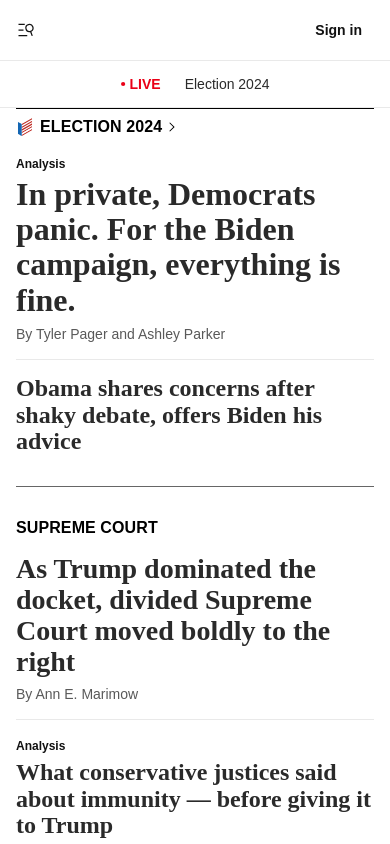 Sign in
• LIVE Election 2024
ELECTION 2024
Analysis
In private, Democrats
panic. For the Biden
campaign, everything is
fine.
By Tyler Pager and Ashley Parker
Obama shares concerns after
shaky debate, offers Biden his
advice
SUPREME COURT
As Trump dominated the
docket, divided Supreme
Court moved boldly to the
right
By Ann E. Marimow
Analysis
What conservative justices said
about immunity — before giving it
to Trump